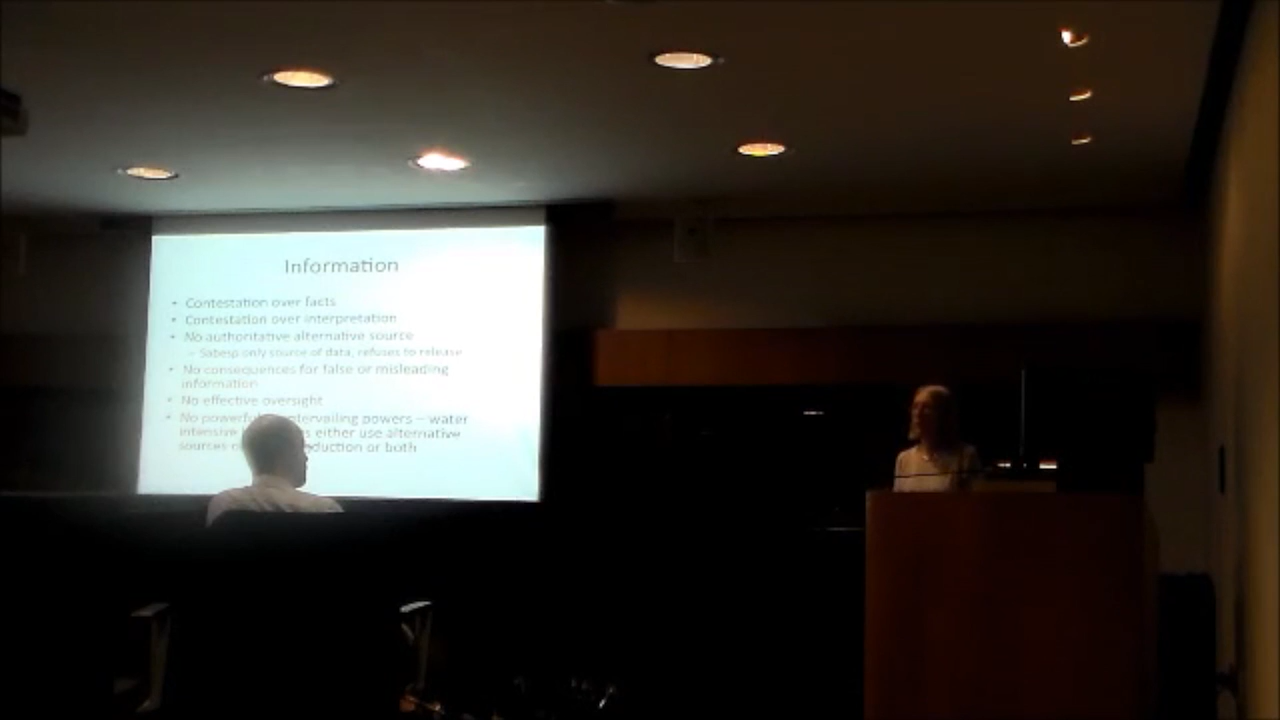 Information
• Contestation over facts
• Contestation over interpretation
• No authoritative alternative source
– Sabesp only source of data, refuses to release
• No consequences for false or misleading
information
• No effective oversight
• No powerful powers – water
intensive either use alternative
sources or both